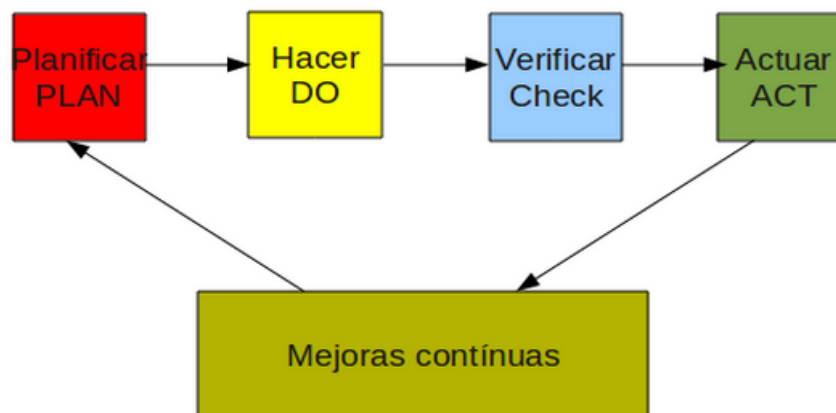 Planificar
PLAN
Hacer
DO
Verificar
Check
Actuar
ACT
Mejoras contínuas